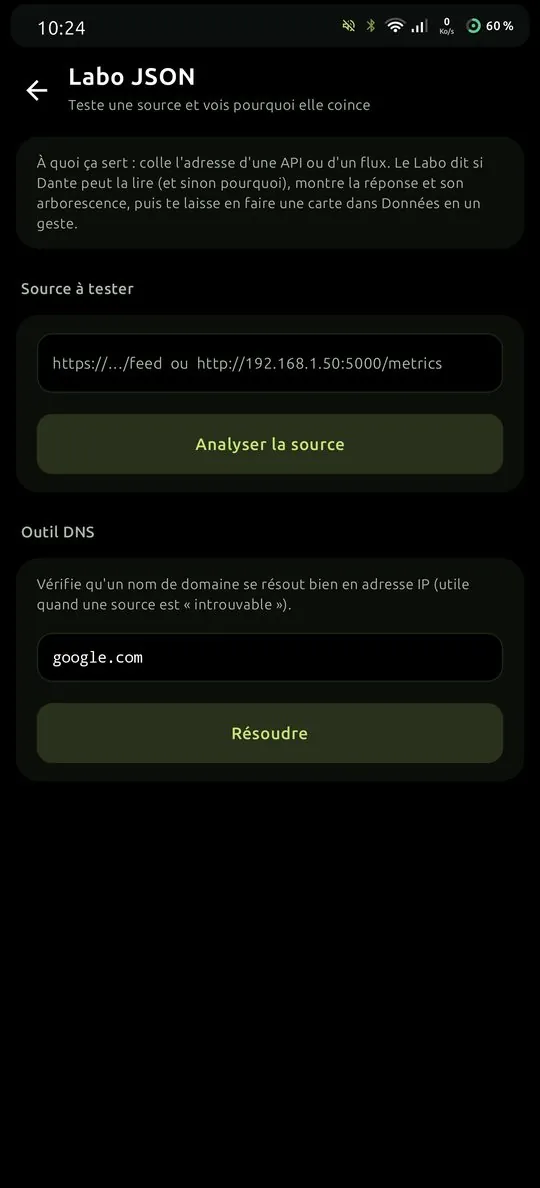 10:24
0
Ko/s
60 %
Labo JSON
Teste une source et vois pourquoi elle coince
À quoi ça sert : colle l'adresse d'une API ou d'un flux. Le Labo dit si
Dante peut la lire (et sinon pourquoi), montre la réponse et son
arborescence, puis te laisse en faire une carte dans Données en un
geste.
Source à tester
https://.../feed ou http://192.168.1.50:5000/metrics
Analyser la source
Outil DNS
Vérifie qu'un nom de domaine se résout bien en adresse IP (utile
quand une source est « introuvable »).
google.com
Résoudre